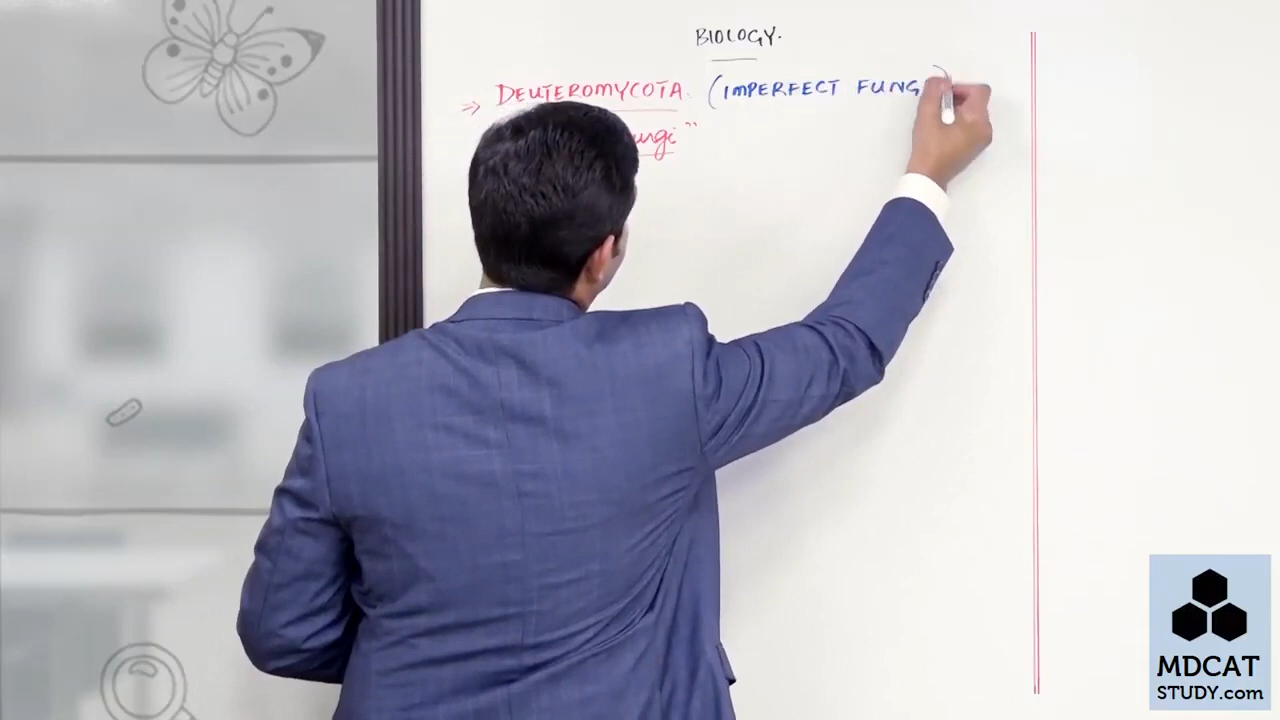 BIOLOGY.
⇒ DEUTEROMYCOTA. (IMPERFECT FUNG
ungi"
MDCAT
STUDY.com